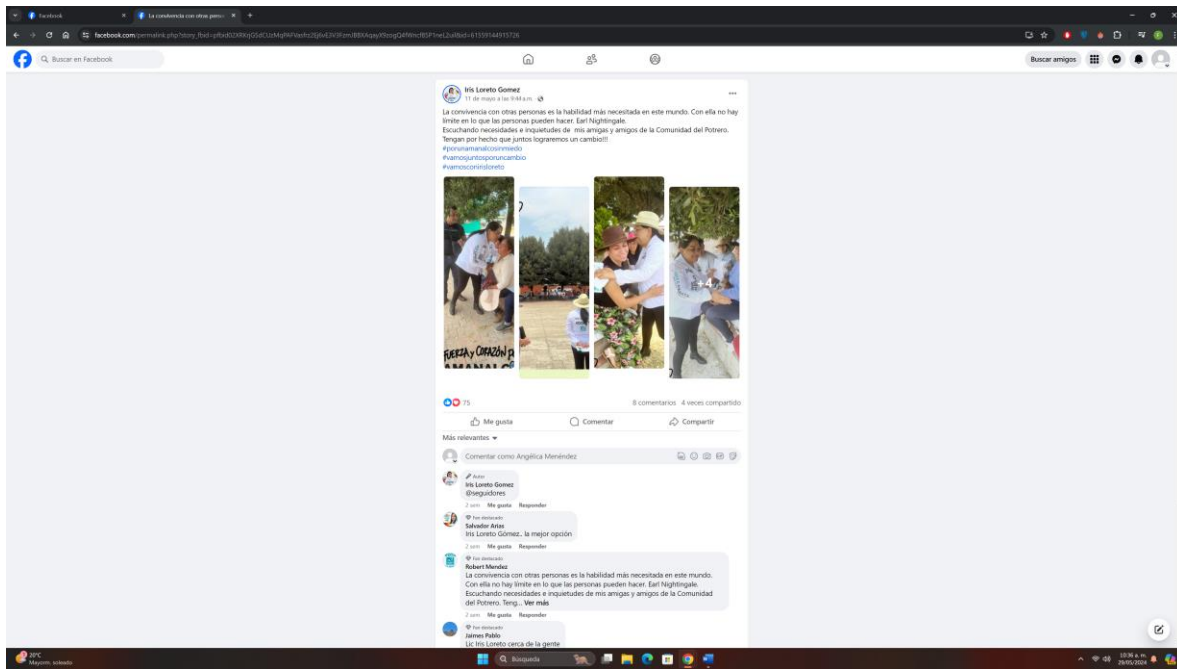 Facebook
La convivencia con otras perso
facebook.com/permalink.php?story_fbid=
Buscar en Facebook
Buscar amigos
Iris Loreto Gomez
11 de mayo a las 9:44 a.m.
La convivencia con otras personas es la habilidad más necesitada en este mundo. Con ella no hay
límite en lo que las personas pueden hacer. Earl Nightingale.
Escuchando necesidades e inquietudes de mis amigas y amigos de la Comunidad del Potrero.
Tengan por hecho que juntos lograremos un cambio!!!
#porunamanalcosinmiedo
#vamosjuntosporuncambio
#vamosconirisloreto
FUERZA y CORAZÓN
+4
75
8 comentarios 4 veces compartido
Me gusta Comentar Compartir
Más relevantes
Comentar como Angélica Menéndez
Autor
Iris Loreto Gomez
@seguidores
2 sem Me gusta Responder
Fan destacado
Salvador Arias
Iris Loreto Gómez.. la mejor opción
2 sem Me gusta Responder
Fan destacado
Robert Mendez
La convivencia con otras personas es la habilidad más necesitada en este mundo.
Con ella no hay límite en lo que las personas pueden hacer. Earl Nightingale.
Escuchando necesidades e inquietudes de mis amigas y amigos de la Comunidad
del Potrero. Teng... Ver más
2 sem Me gusta Responder
Fan destacado
Jaimes Pablo
Lic Iris Loreto cerca de la gente
20°C
Mayorm. soleado
Búsqueda
10:36 a. m.
29/05/2024